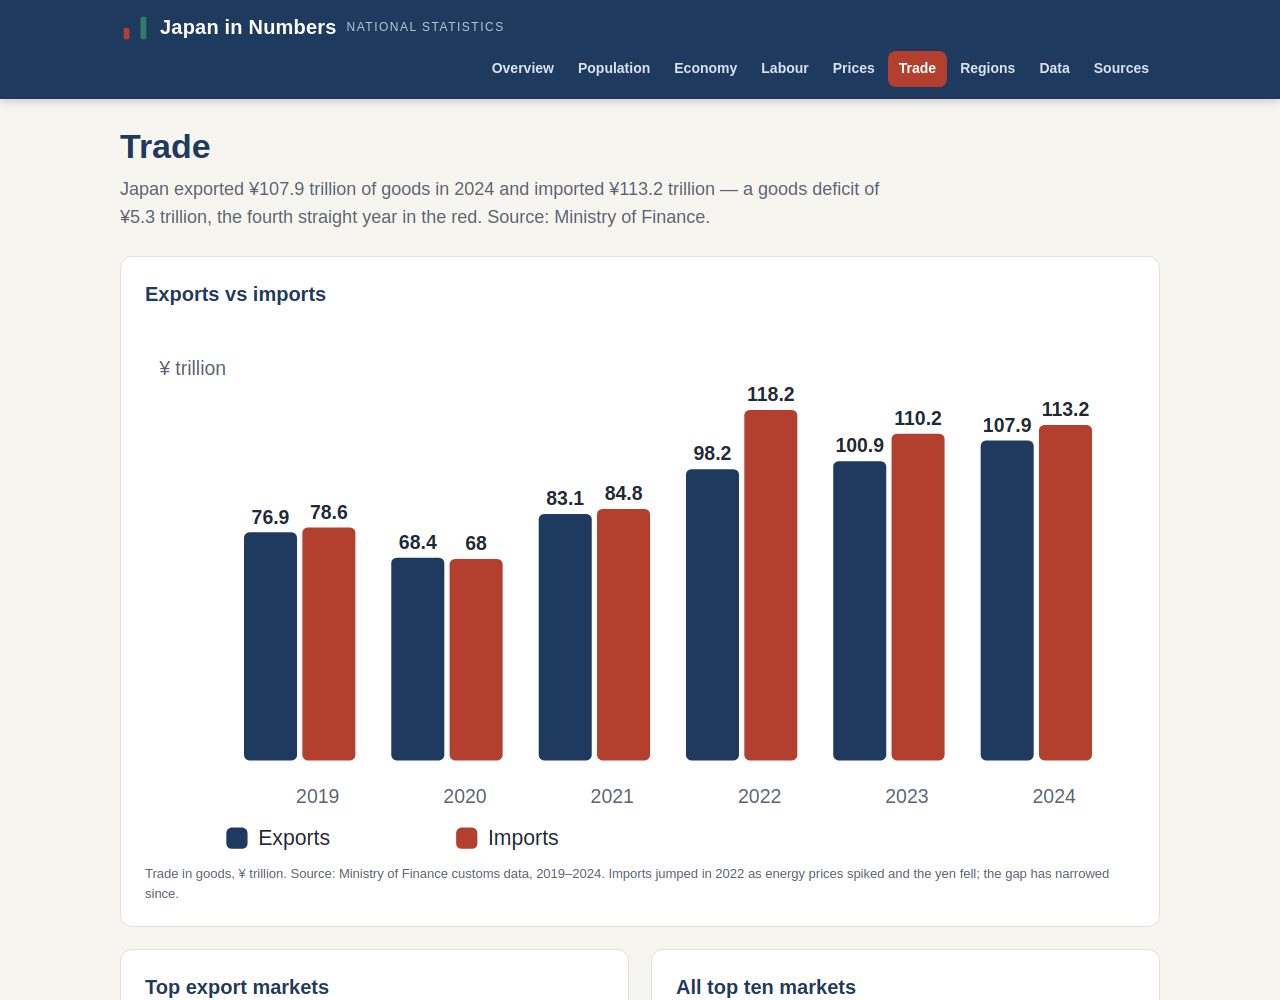 Japan in Numbers NATIONAL STATISTICS
Overview Population Economy Labour Prices Trade Regions Data Sources
Trade
Japan exported ¥107.9 trillion of goods in 2024 and imported ¥113.2 trillion — a goods deficit of
¥5.3 trillion, the fourth straight year in the red. Source: Ministry of Finance.
Exports vs imports
¥ trillion
76.9 78.6 68.4 68 83.1 84.8 98.2 118.2 100.9 110.2 107.9 113.2
2019 2020 2021 2022 2023 2024
Exports Imports
Trade in goods, ¥ trillion. Source: Ministry of Finance customs data, 2019–2024. Imports jumped in 2022 as energy prices spiked and the yen fell; the gap has narrowed
since.
Top export markets
All top ten markets